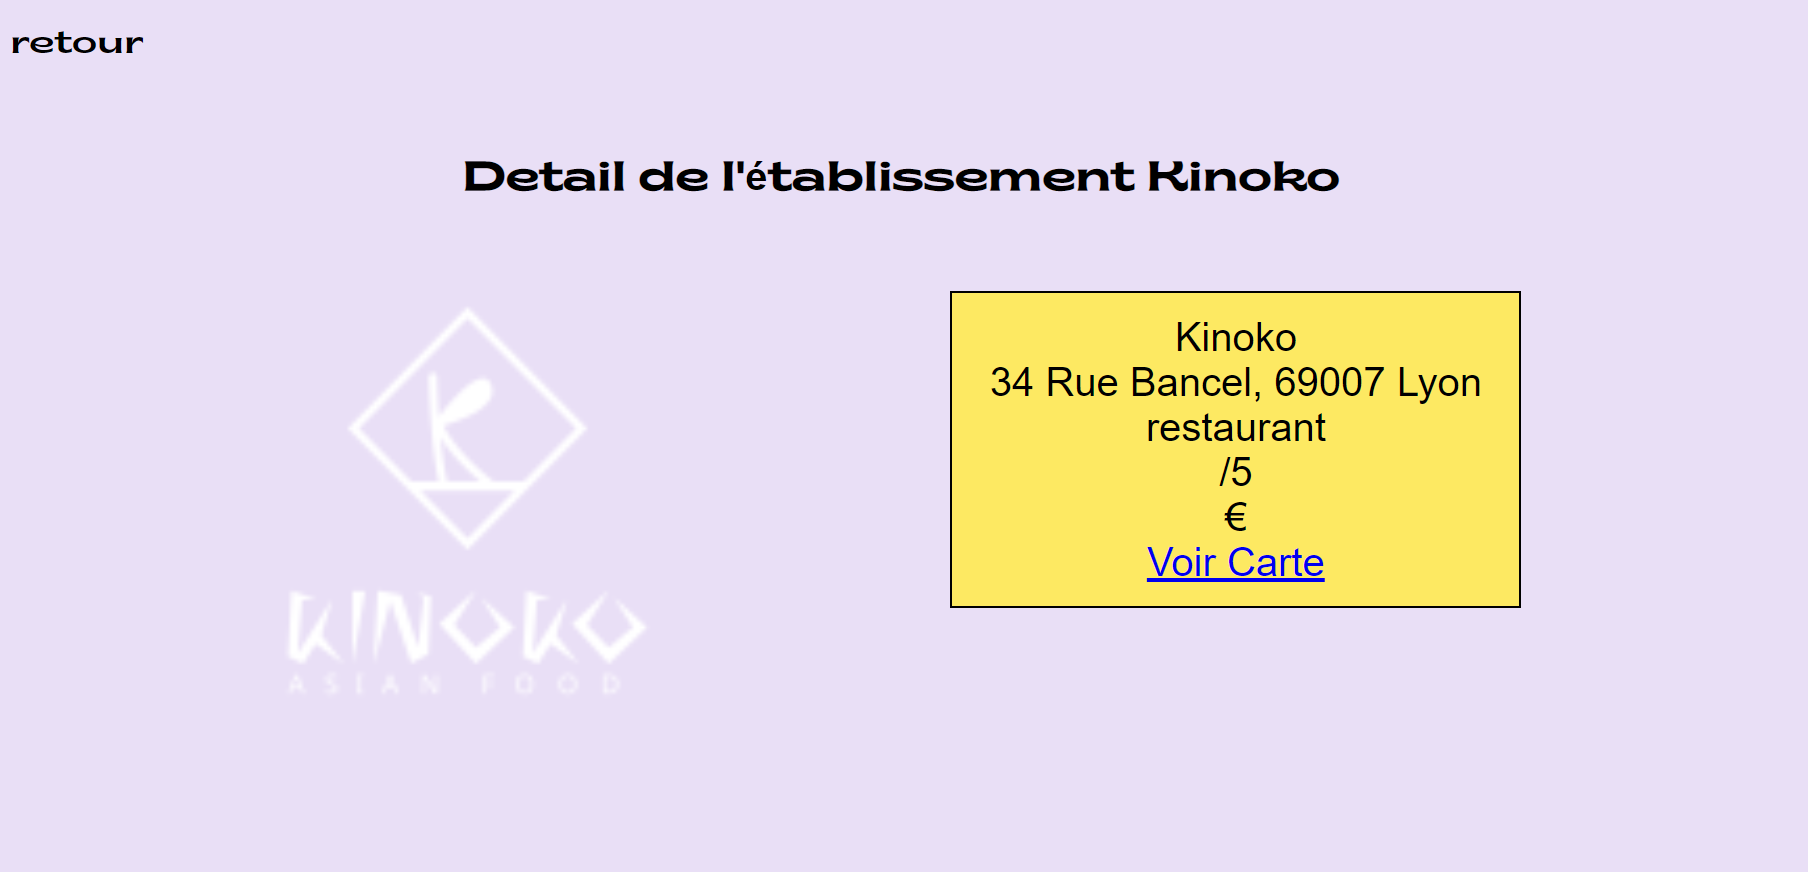 retour
Detail de l'établissement Kinoko
KINOKO
ASIAN FOOD
Kinoko
34 Rue Bancel, 69007 Lyon
restaurant
/5
€
Voir Carte